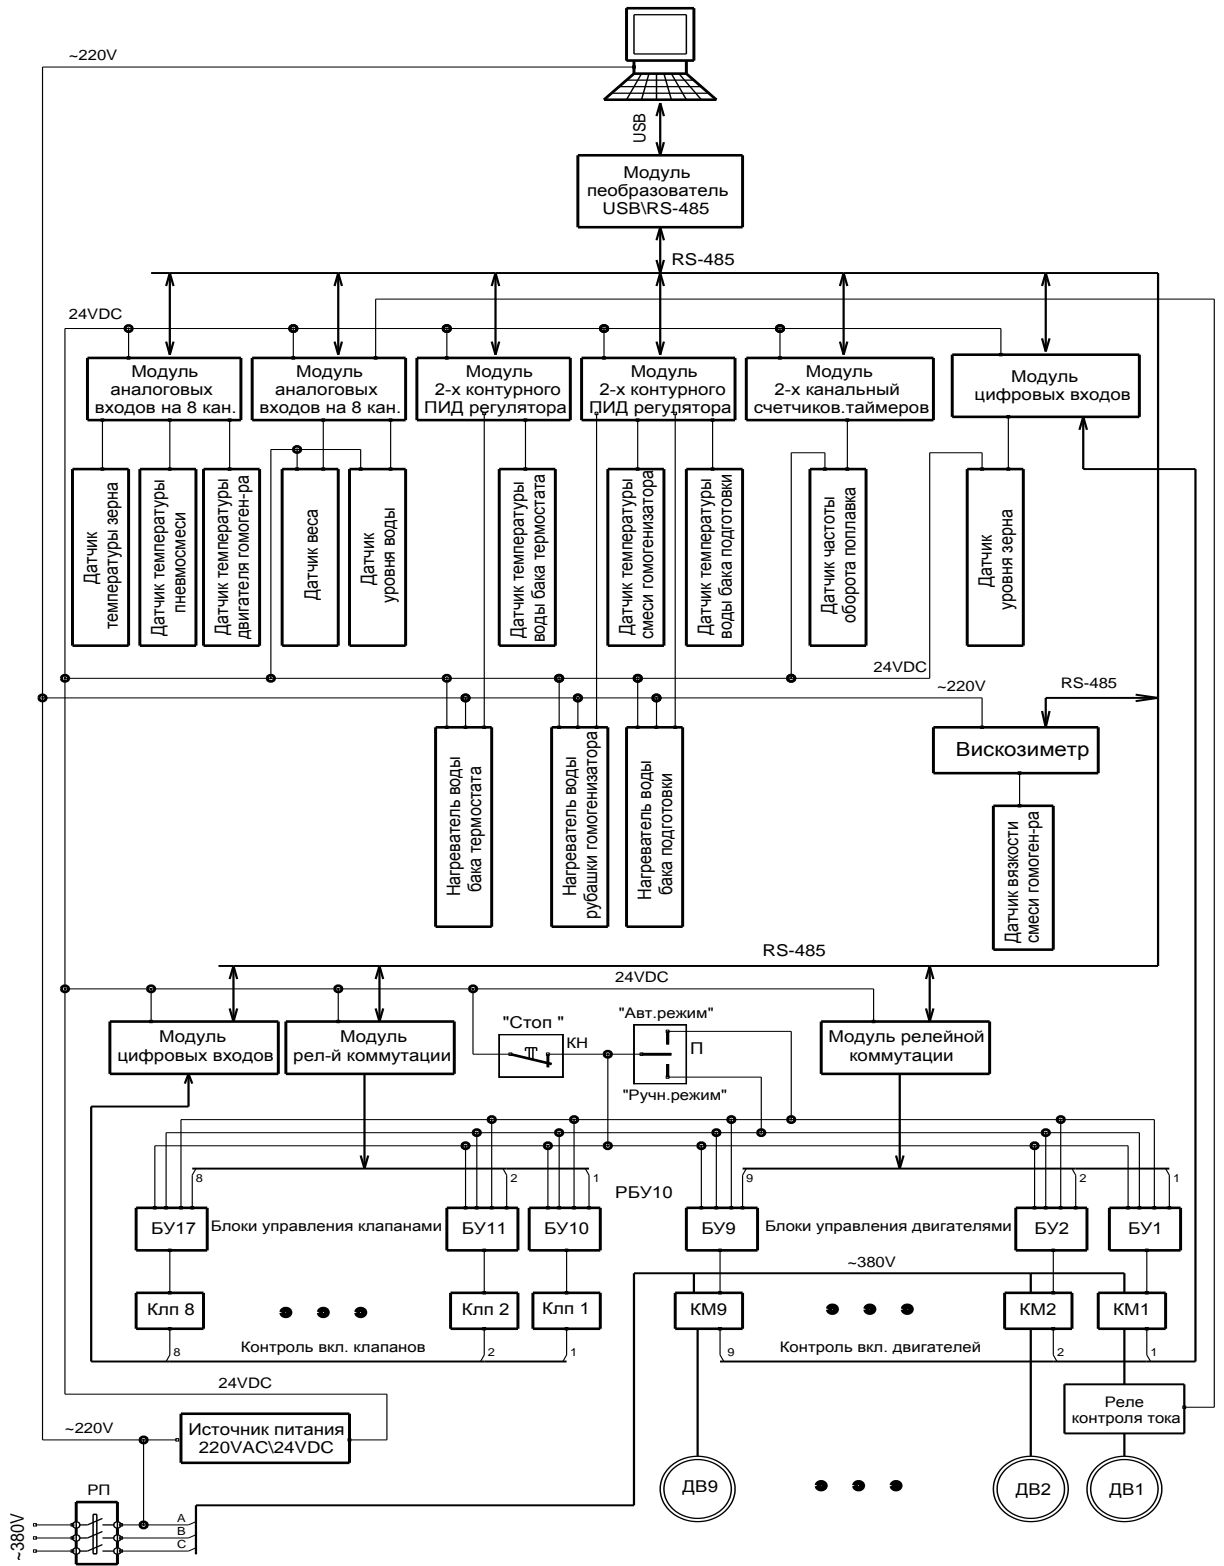 ~220V
USB
Модуль
пеобразователь
USB\RS-485
RS-485
24VDC
Модуль
аналоговых
входов на 8 кан.
Модуль
аналоговых
входов на 8 кан.
Модуль
2-х контурного
ПИД регулятора
Модуль
2-х контурного
ПИД регулятора
Модуль
2-х канальный
счетчиков.таймеров
Модуль
цифровых входов
Датчик
температуры зерна
Датчик температуры
пневмосмеси
Датчик температуры
двигателя гомоген-ра
Датчик веса
Датчик
уровня воды
Датчик температуры
воды бака термостата
Датчик температуры
смеси гомогенизатора
Датчик температуры
воды бака подготовки
Датчик частоты
оборота поплавка
Датчик
уровня зерна
24VDC
~220V
RS-485
Вискозиметр
Нагреватель воды
бака термостата
Нагреватель воды
рубашки гомогенизатора
Нагреватель воды
бака подготовки
Датчик вязкости
смеси гомоген-ра
RS-485
24VDC
Модуль
цифровых входов
Модуль
рел-й коммутации
"Стоп "
КН
"Авт.режим"
П
"Ручн.режим"
Модуль релейной
коммутации
8
2
1
РБУ10
9
2
1
БУ17
Блоки управления клапанами
БУ11
БУ10
БУ9
Блоки управления двигателями
БУ2
БУ1
~380V
Клп 8
Клп 2
Клп 1
КМ9
КМ2
КМ1
8
Контроль вкл. клапанов
2
1
9
Контроль вкл. двигателей
2
1
24VDC
Реле
контроля тока
~220V
Источник питания
220VAC\24VDC
ДВ9
ДВ2
ДВ1
РП
~380V
A
B
C